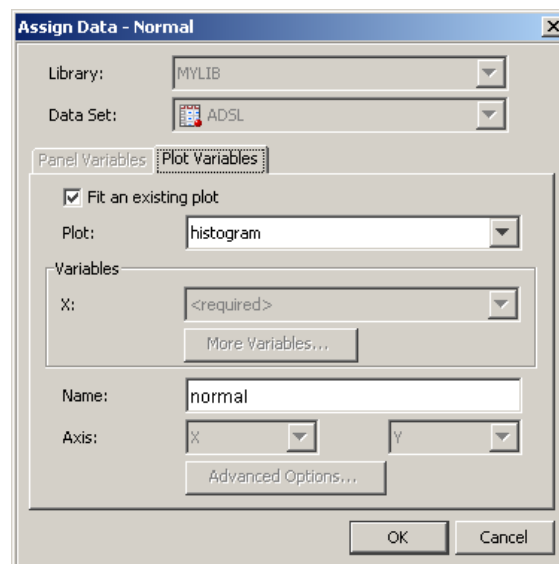 Assign Data - Normal
Library: MYLIB
Data Set: ADSL
Panel Variables Plot Variables
Fit an existing plot
Plot: histogram
Variables
X: <required>
More Variables...
Name: normal
Axis: X Y
Advanced Options...
OK Cancel